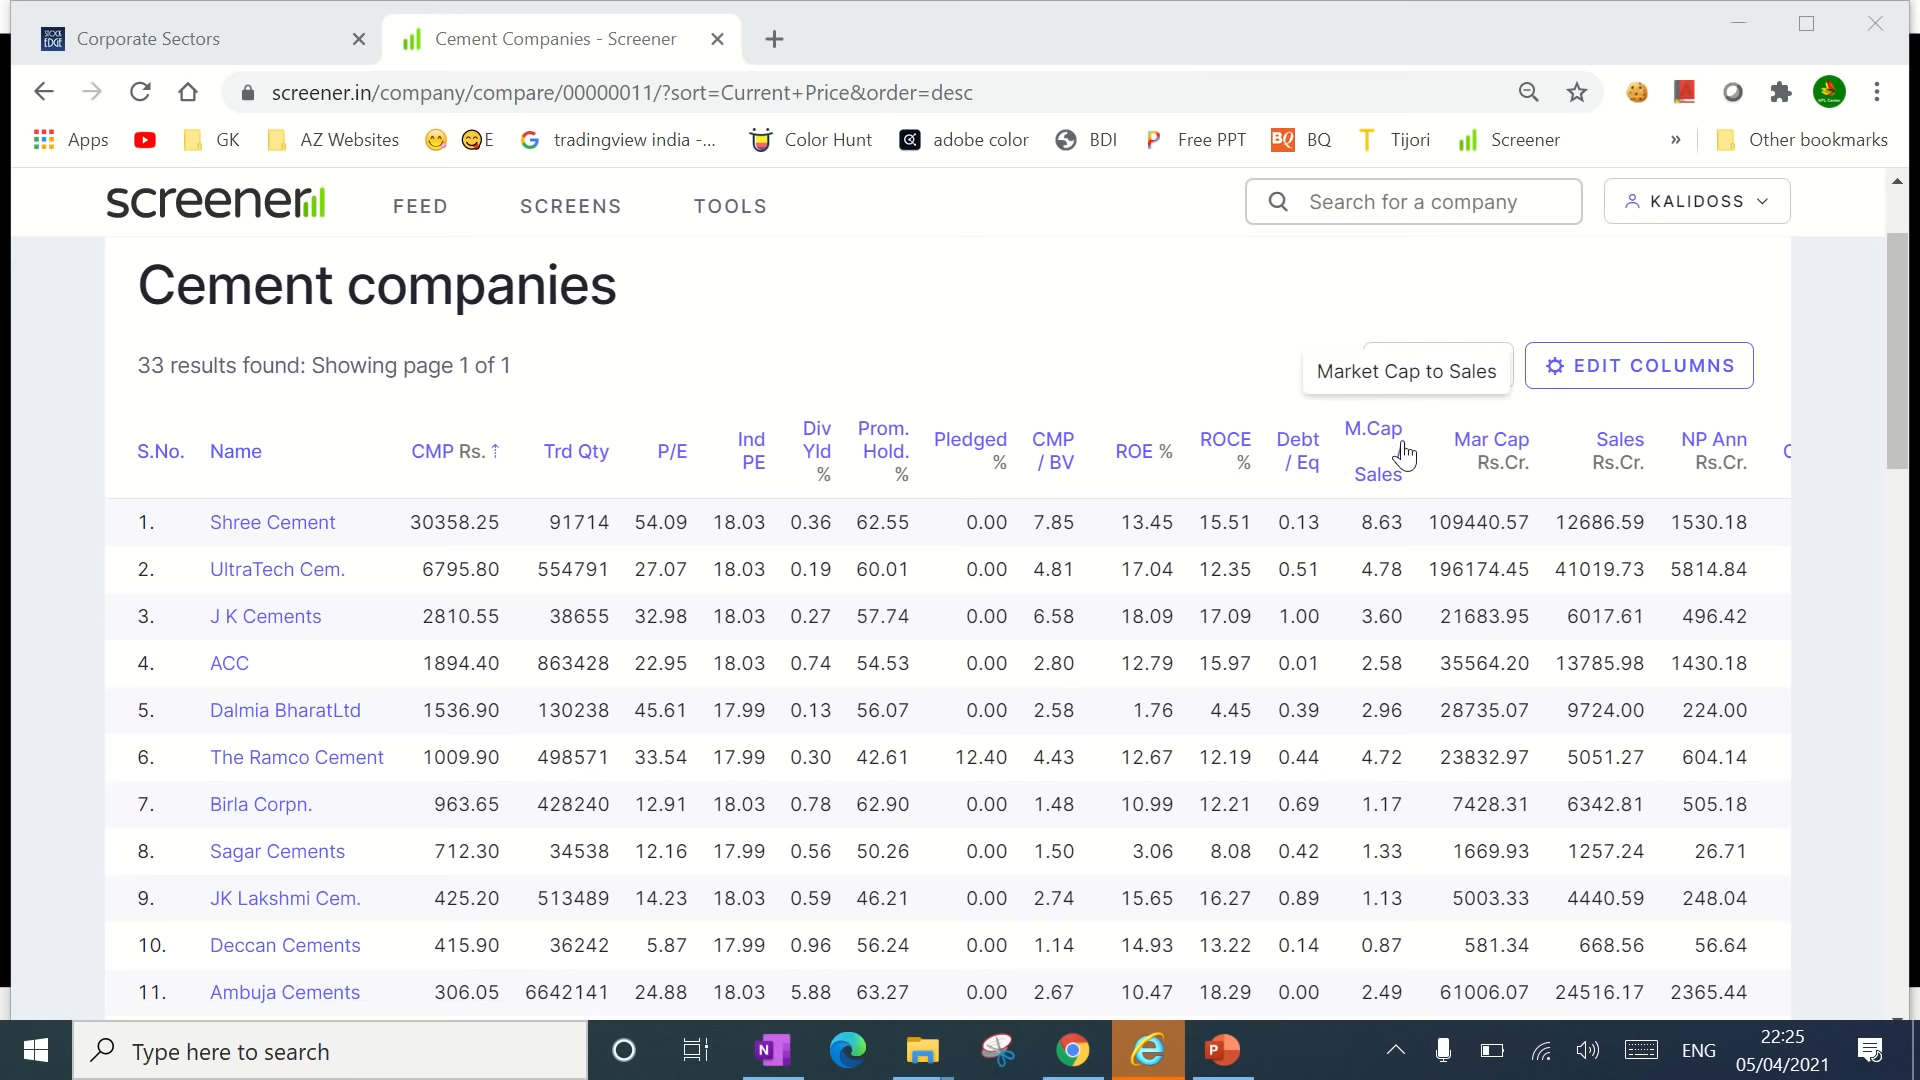 STOCK EDGE Corporate Sectors
Cement Companies - Screener
screener.in/company/compare/00000011/?sort=Current+Price&order=desc
Apps GK AZ Websites E tradingview india -... Color Hunt adobe color BDI P Free PPT BQ BQ T Tijori Screener » Other bookmarks
screener FEED SCREENS TOOLS Search for a company KALIDOSS
Cement companies
33 results found: Showing page 1 of 1
Market Cap to Sales
EDIT COLUMNS
S.No. Name CMP Rs. ↑ Trd Qty P/E Ind PE Div Yld % Prom. Hold. % Pledged % CMP / BV ROE % ROCE % Debt / Eq M.Cap Sales Mar Cap Rs.Cr. Sales Rs.Cr. NP Ann Rs.Cr.
1. Shree Cement 30358.25 91714 54.09 18.03 0.36 62.55 0.00 7.85 13.45 15.51 0.13 8.63 109440.57 12686.59 1530.18
2. UltraTech Cem. 6795.80 554791 27.07 18.03 0.19 60.01 0.00 4.81 17.04 12.35 0.51 4.78 196174.45 41019.73 5814.84
3. J K Cements 2810.55 38655 32.98 18.03 0.27 57.74 0.00 6.58 18.09 17.09 1.00 3.60 21683.95 6017.61 496.42
4. ACC 1894.40 863428 22.95 18.03 0.74 54.53 0.00 2.80 12.79 15.97 0.01 2.58 35564.20 13785.98 1430.18
5. Dalmia BharatLtd 1536.90 130238 45.61 17.99 0.13 56.07 0.00 2.58 1.76 4.45 0.39 2.96 28735.07 9724.00 224.00
6. The Ramco Cement 1009.90 498571 33.54 17.99 0.30 42.61 12.40 4.43 12.67 12.19 0.44 4.72 23832.97 5051.27 604.14
7. Birla Corpn. 963.65 428240 12.91 18.03 0.78 62.90 0.00 1.48 10.99 12.21 0.69 1.17 7428.31 6342.81 505.18
8. Sagar Cements 712.30 34538 12.16 17.99 0.56 50.26 0.00 1.50 3.06 8.08 0.42 1.33 1669.93 1257.24 26.71
9. JK Lakshmi Cem. 425.20 513489 14.23 18.03 0.59 46.21 0.00 2.74 15.65 16.27 0.89 1.13 5003.33 4440.59 248.04
10. Deccan Cements 415.90 36242 5.87 17.99 0.96 56.24 0.00 1.14 14.93 13.22 0.14 0.87 581.34 668.56 56.64
11. Ambuja Cements 306.05 6642141 24.88 18.03 5.88 63.27 0.00 2.67 10.47 18.29 0.00 2.49 61006.07 24516.17 2365.44
Type here to search
ENG
22:25
05/04/2021